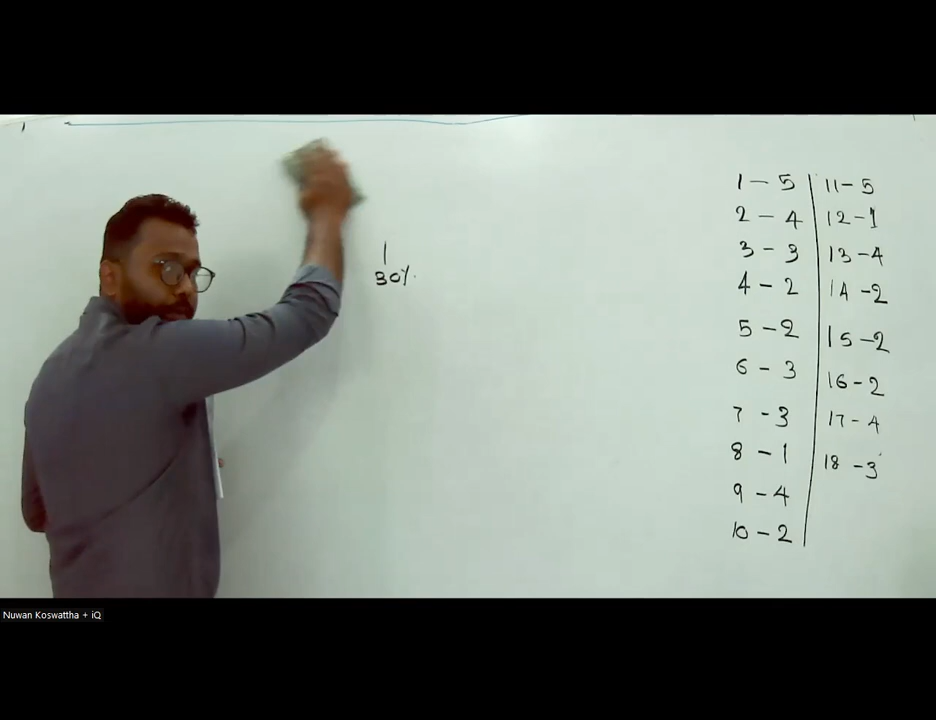 1
30%.
1 - 5
2 - 4
3 - 3
4 - 2
5 - 2
6 - 3
7 - 3
8 - 1
9 - 4
10 - 2
11 - 5
12 - 1
13 - 4
14 - 2
15 - 2
16 - 2
17 - 4
18 - 3
Nuwan Koswattha + iQ